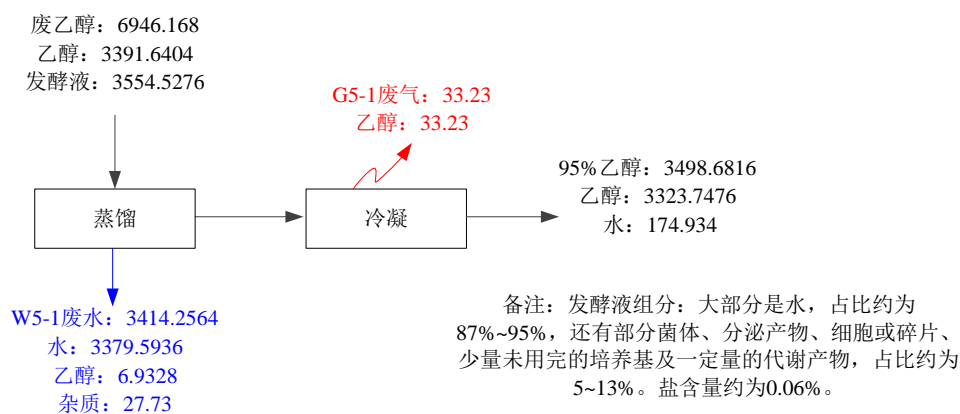 废乙醇：6946.168
乙醇：3391.6404
发酵液：3554.5276
G5-1废气：33.23
乙醇：33.23
蒸馏
冷凝
95%乙醇：3498.6816
乙醇：3323.7476
水：174.934
W5-1废水：3414.2564
水：3379.5936
乙醇：6.9328
杂质：27.73
备注：发酵液组分：大部分是水，占比约为
87%~95%，还有部分菌体、分泌产物、细胞或碎片、
少量未用完的培养基及一定量的代谢产物，占比约为
5~13%。盐含量约为0.06%。